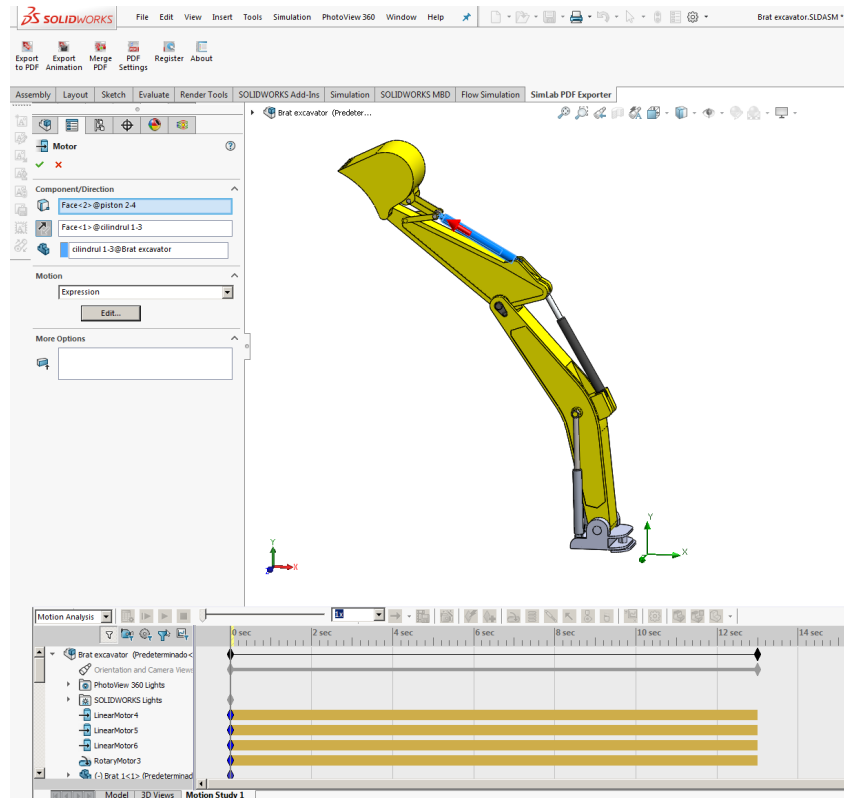 SOLIDWORKS File Edit View Insert Tools Simulation PhotoView 360 Window Help Brat excavator.SLDASM *
Export to PDF
Export Animation
Merge PDF
PDF Settings
Register
About
Assembly Layout Sketch Evaluate Render Tools SOLIDWORKS Add-Ins Simulation SOLIDWORKS MBD Flow Simulation SimLab PDF Exporter
Brat excavator (Predeter...
Motor
Component/Direction
Face<2>@piston 2-4
Face<1>@cilindrul 1-3
cilindrul 1-3@Brat excavator
Motion
Expression
Edit...
More Options
Y
X
Y
X
Motion Analysis
0 sec 2 sec 4 sec 6 sec 8 sec 10 sec 12 sec 14 sec
Brat excavator (Predeterminado<
Orientation and Camera Views
PhotoView 360 Lights
SOLIDWORKS Lights
LinearMotor4
LinearMotor5
LinearMotor6
RotaryMotor3
(-) Brat 1<1> (Predeterminad
Model 3D Views Motion Study 1